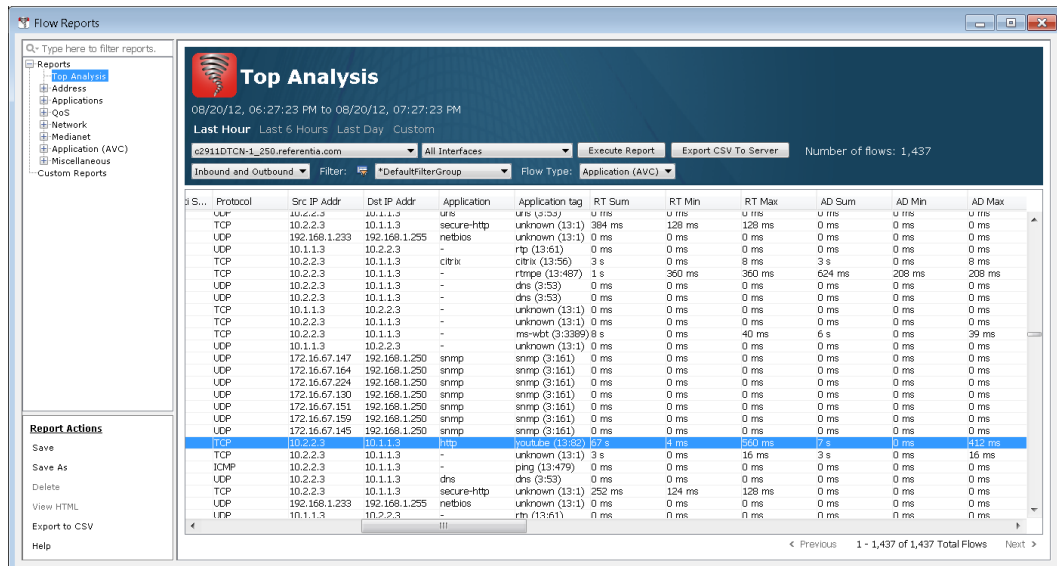 Flow Reports
Type here to filter reports.
Reports
Top Analysis
Address
Applications
QoS
Network
Medianet
Application (AVC)
Miscellaneous
Custom Reports
Report Actions
Save
Save As
Delete
View HTML
Export to CSV
Help
Top Analysis
08/20/12, 06:27:23 PM to 08/20/12, 07:27:23 PM
Last Hour Last 6 Hours Last Day Custom
c2911DTCN-1_250.referentia.com All Interfaces Execute Report Export CSV To Server Number of flows: 1,437
Inbound and Outbound Filter: *DefaultFilterGroup Flow Type: Application (AVC)
S... Protocol Src IP Addr Dst IP Addr Application Application tag RT Sum RT Min RT Max AD Sum AD Min AD Max
UDP 10.2.2.3 10.1.1.3 dns dns (3:53) 0 ms 0 ms 0 ms 0 ms 0 ms 0 ms
TCP 10.2.2.3 10.1.1.3 secure-http unknown (13:1) 384 ms 128 ms 128 ms 0 ms 0 ms 0 ms
UDP 192.168.1.233 192.168.1.255 netbios unknown (13:1) 0 ms 0 ms 0 ms 0 ms 0 ms 0 ms
UDP 10.1.1.3 10.2.2.3 - rtp (13:61) 0 ms 0 ms 0 ms 0 ms 0 ms 0 ms
TCP 10.2.2.3 10.1.1.3 citrix citrix (13:56) 3 s 0 ms 8 ms 3 s 0 ms 8 ms
TCP 10.2.2.3 10.1.1.3 - rtmpe (13:487) 1 s 360 ms 360 ms 624 ms 208 ms 208 ms
UDP 10.2.2.3 10.1.1.3 - dns (3:53) 0 ms 0 ms 0 ms 0 ms 0 ms 0 ms
UDP 10.2.2.3 10.1.1.3 - dns (3:53) 0 ms 0 ms 0 ms 0 ms 0 ms 0 ms
TCP 10.2.2.3 10.1.1.3 - unknown (13:1) 0 ms 0 ms 0 ms 0 ms 0 ms 0 ms
TCP 10.2.2.3 10.1.1.3 - ms-wbt (3:3389) 8 s 0 ms 40 ms 6 s 0 ms 39 ms
UDP 10.1.1.3 10.2.2.3 - unknown (13:1) 0 ms 0 ms 0 ms 0 ms 0 ms 0 ms
UDP 172.16.67.147 192.168.1.250 snmp snmp (3:161) 0 ms 0 ms 0 ms 0 ms 0 ms 0 ms
UDP 172.16.67.164 192.168.1.250 snmp snmp (3:161) 0 ms 0 ms 0 ms 0 ms 0 ms 0 ms
UDP 172.16.67.224 192.168.1.250 snmp snmp (3:161) 0 ms 0 ms 0 ms 0 ms 0 ms 0 ms
UDP 172.16.67.130 192.168.1.250 snmp snmp (3:161) 0 ms 0 ms 0 ms 0 ms 0 ms 0 ms
UDP 172.16.67.151 192.168.1.250 snmp snmp (3:161) 0 ms 0 ms 0 ms 0 ms 0 ms 0 ms
UDP 172.16.67.159 192.168.1.250 snmp snmp (3:161) 0 ms 0 ms 0 ms 0 ms 0 ms 0 ms
UDP 172.16.67.145 192.168.1.250 snmp snmp (3:161) 0 ms 0 ms 0 ms 0 ms 0 ms 0 ms
TCP 10.2.2.3 10.1.1.3 http youtube (13:82) 67 s 4 ms 560 ms 7 s 0 ms 412 ms
TCP 10.2.2.3 10.1.1.3 - unknown (13:1) 3 s 0 ms 16 ms 3 s 0 ms 16 ms
ICMP 10.2.2.3 10.1.1.3 - ping (13:479) 0 ms 0 ms 0 ms 0 ms 0 ms 0 ms
UDP 10.2.2.3 10.1.1.3 dns dns (3:53) 0 ms 0 ms 0 ms 0 ms 0 ms 0 ms
TCP 10.2.2.3 10.1.1.3 secure-http unknown (13:1) 252 ms 124 ms 128 ms 0 ms 0 ms 0 ms
UDP 192.168.1.233 192.168.1.255 netbios unknown (13:1) 0 ms 0 ms 0 ms 0 ms 0 ms 0 ms
UDP 10.1.1.3 10.2.2.3 - rtp (13:61) 0 ms 0 ms 0 ms 0 ms 0 ms 0 ms
< Previous 1 - 1,437 of 1,437 Total Flows Next >